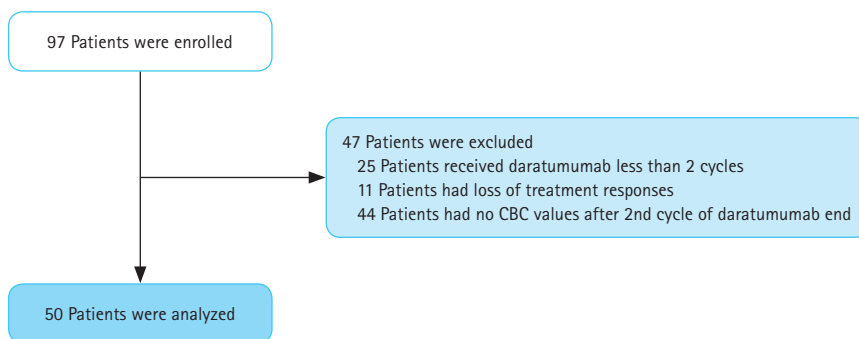 97 Patients were enrolled
47 Patients were excluded
25 Patients received daratumumab less than 2 cycles
11 Patients had loss of treatment responses
44 Patients had no CBC values after 2nd cycle of daratumumab end
50 Patients were analyzed